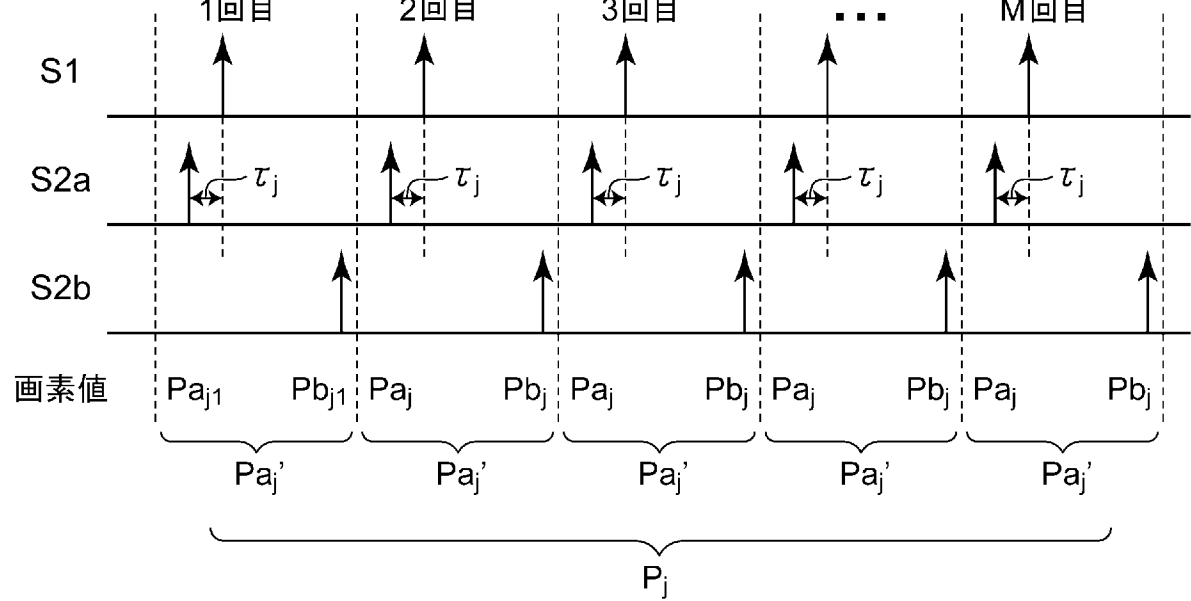 1回目 2回目 3回目 ... M回目
S1
S2a τj τj τj τj τj
S2b
画素値 Paj1 Pbj1 Paj Pbj Paj Pbj Paj Pbj Paj Pbj
Paj’ Paj’ Paj’ Paj’ Paj’
Pj